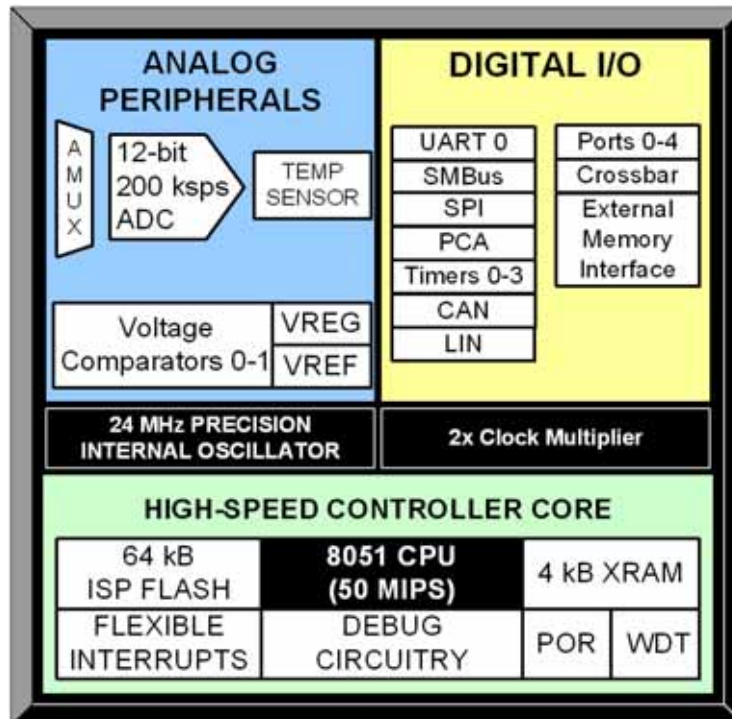 ANALOG
PERIPHERALS
A
M
U
X
12-bit
200 ksps
ADC
TEMP
SENSOR
Voltage
Comparators 0-1
VREG
VREF
DIGITAL I/O
UART 0
SMBus
SPI
PCA
Timers 0-3
CAN
LIN
Ports 0-4
Crossbar
External
Memory
Interface
24 MHz PRECISION
INTERNAL OSCILLATOR
2x Clock Multiplier
HIGH-SPEED CONTROLLER CORE
64 kB
ISP FLASH
8051 CPU
(50 MIPS)
4 kB XRAM
FLEXIBLE
INTERRUPTS
DEBUG
CIRCUITRY
POR
WDT